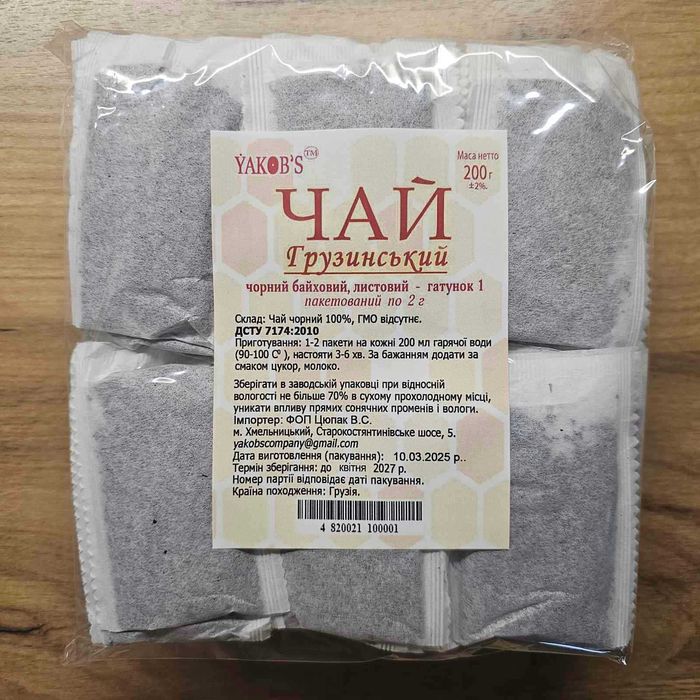 YAKOB'S™
Маса нетто
200 г
±2%.
ЧАЙ
Грузинський
чорний байховий, листовий - гатунок 1
пакетований по 2 г
Склад: Чай чорний 100%, ГМО відсутнє.
ДСТУ 7174:2010
Приготування: 1-2 пакети на кожні 200 мл гарячої води
(90-100 С°), настояти 3-6 хв. За бажанням додати за
смаком цукор, молоко.
Зберігати в заводській упаковці при відносній
вологості не більше 70% в сухому прохолодному місці,
уникати впливу прямих сонячних променів і вологи.
Імпортер: ФОП Цюпак В.С.
м. Хмельницький, Старокостянтинівське шосе, 5.
yakobscompany@gmail.com
Дата виготовлення (пакування): 10.03.2025 р..
Термін зберігання: до квітня 2027 р.
Номер партії відповідає даті пакування.
Країна походження: Грузія.
4 820021 100001